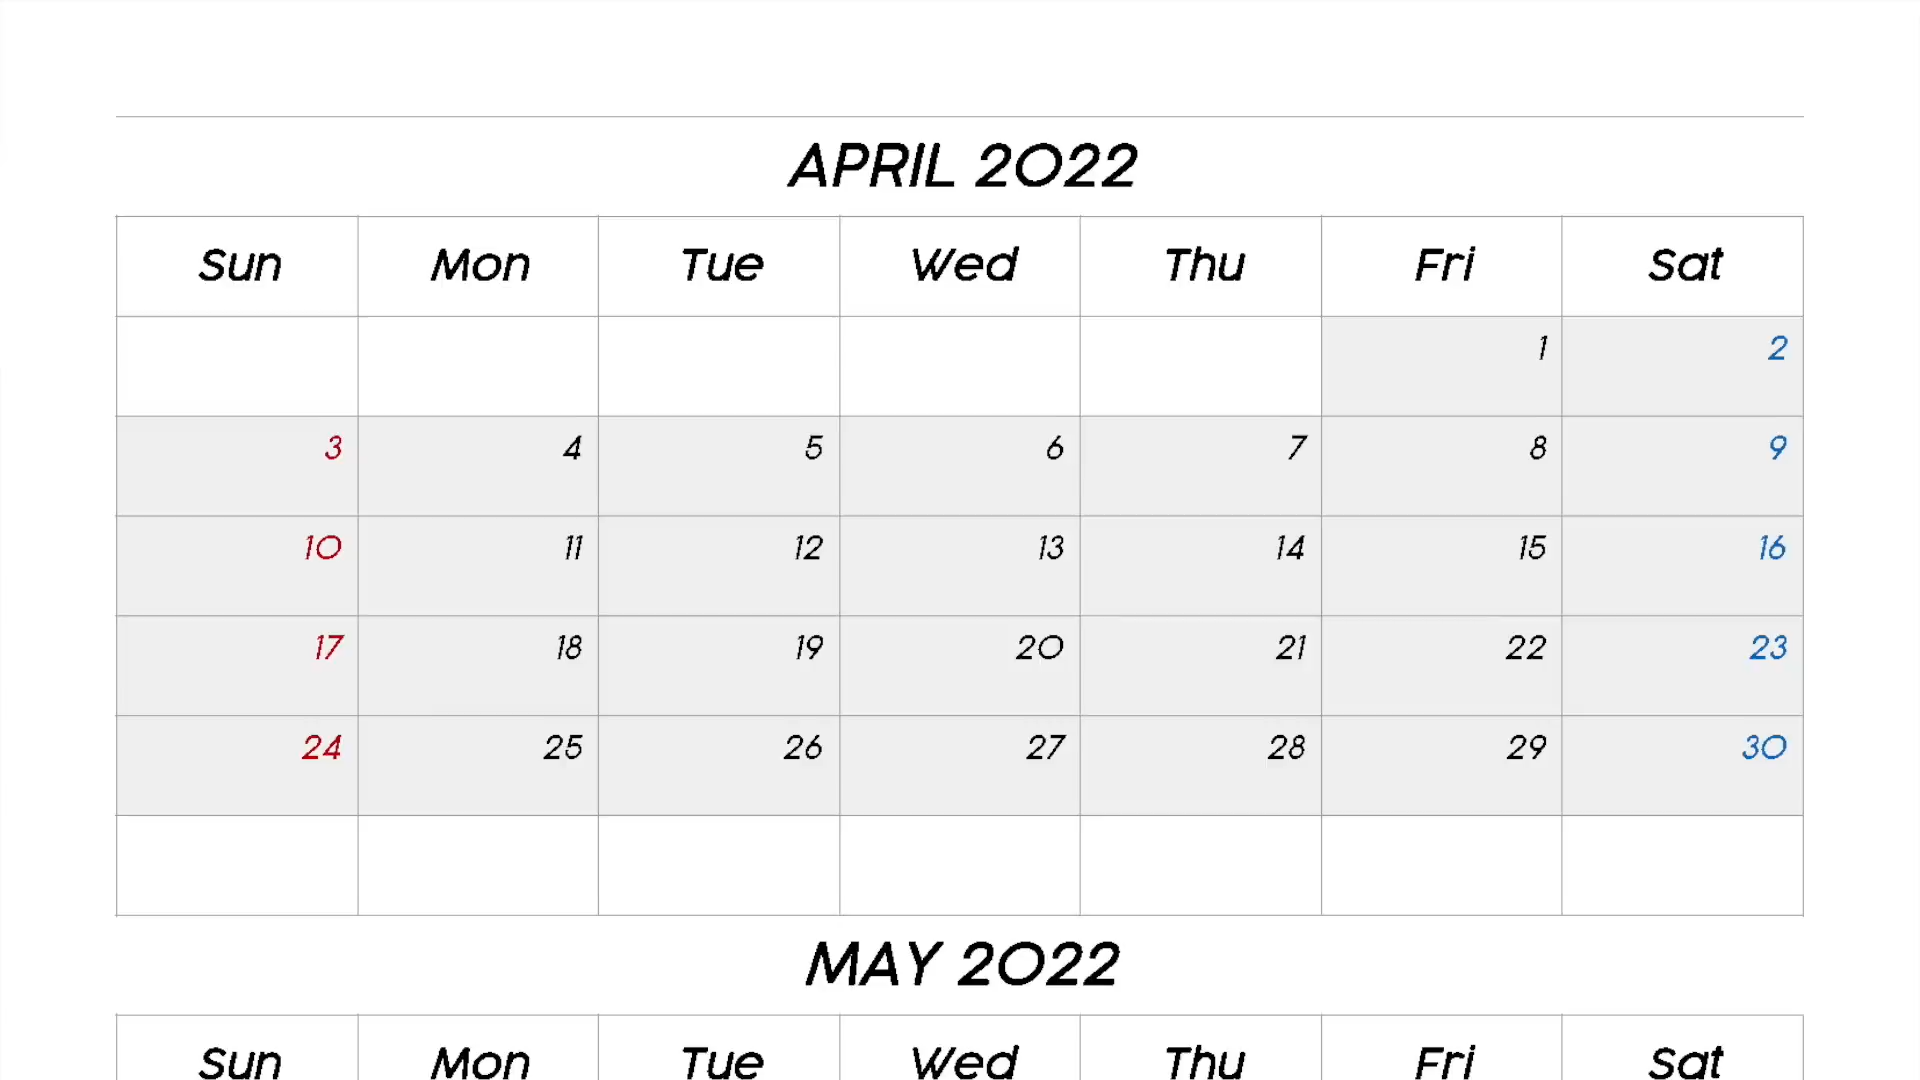 APRIL 2022
Sun Mon Tue Wed Thu Fri Sat
1 2
3 4 5 6 7 8 9
10 11 12 13 14 15 16
17 18 19 20 21 22 23
24 25 26 27 28 29 30
MAY 2022
Sun Mon Tue Wed Thu Fri Sat